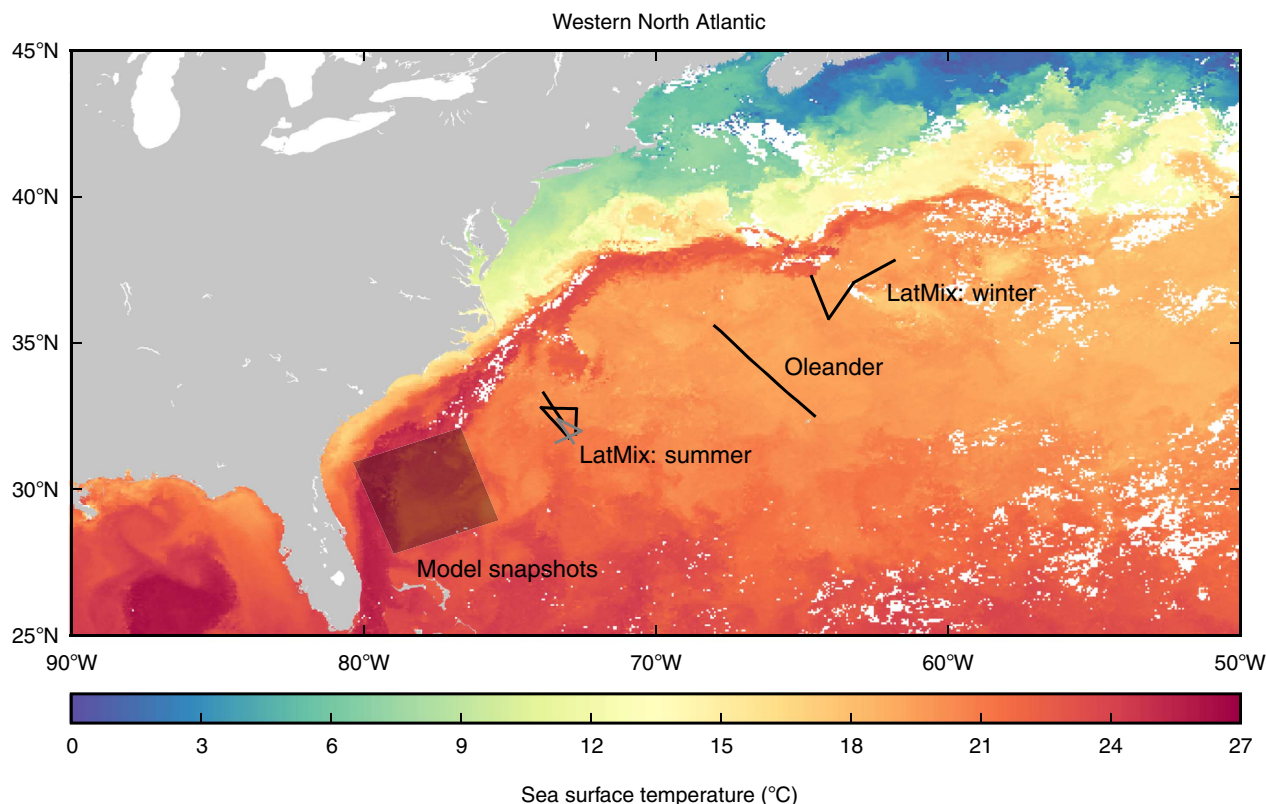 Western North Atlantic
45°N
40°N
35°N
30°N
25°N
LatMix: winter
Oleander
LatMix: summer
Model snapshots
90°W
80°W
70°W
60°W
50°W
0
3
6
9
12
15
18
21
24
27
Sea surface temperature (°C)